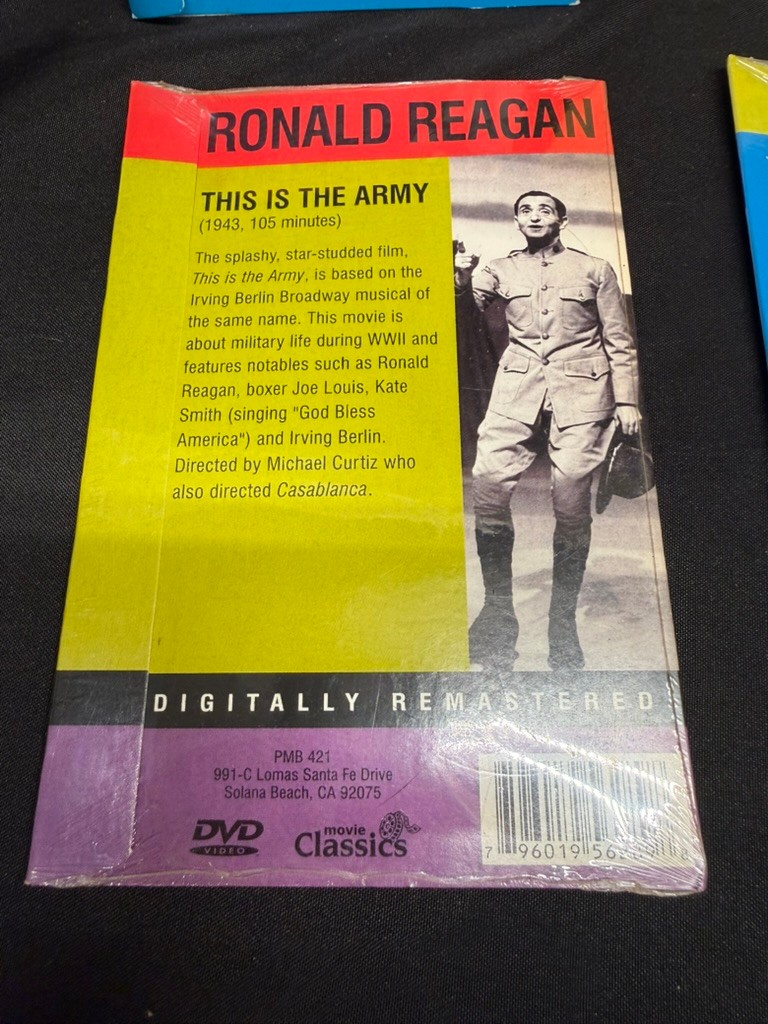 RONALD REAGAN
THIS IS THE ARMY
(1943, 105 minutes)
The splashy, star-studded film,
This is the Army, is based on the
Irving Berlin Broadway musical of
the same name. This movie is
about military life during WWII and
features notables such as Ronald
Reagan, boxer Joe Louis, Kate
Smith (singing "God Bless
America") and Irving Berlin.
Directed by Michael Curtiz who
also directed Casablanca.
DIGITALLY REMASTERED
PMB 421
991-C Lomas Santa Fe Drive
Solana Beach, CA 92075
DVD
VIDEO
movie
Classics
7 96019